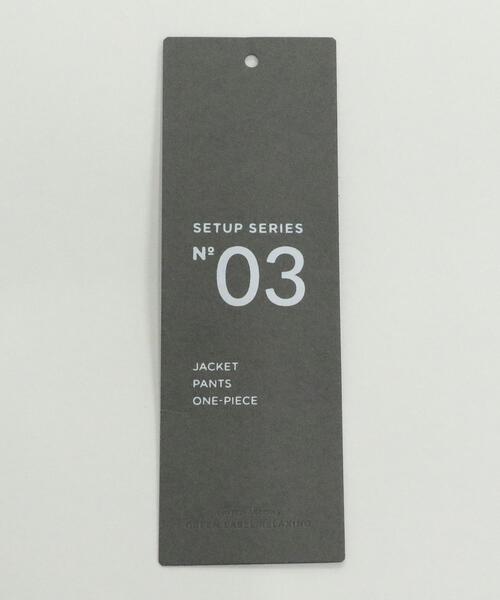 SETUP SERIES
Nº 03
JACKET
PANTS
ONE-PIECE
GREEN LABEL RELAXING